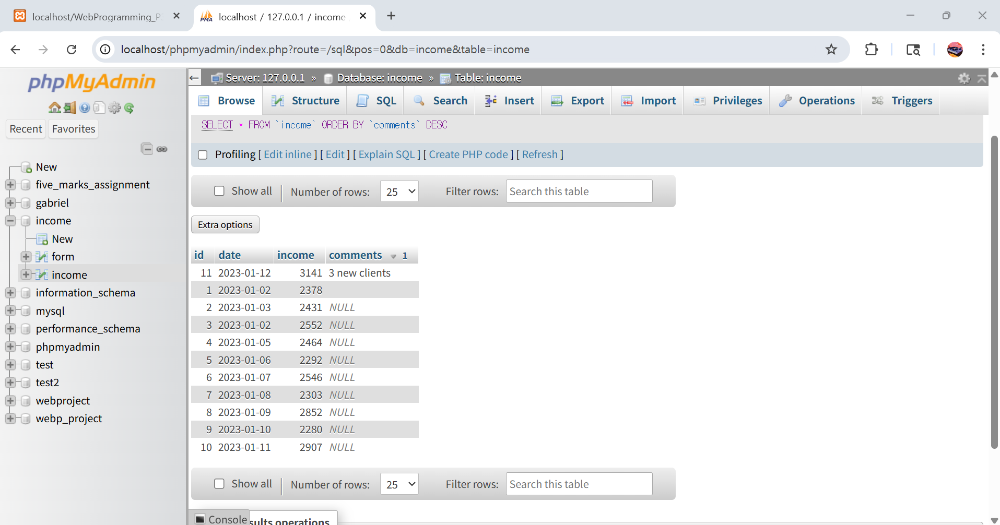 localhost/WebProgramming_P
localhost / 127.0.0.1 / income
localhost/phpmyadmin/index.php?route=/sql&pos=0&db=income&table=income
phpMyAdmin
Recent
Favorites
New
five_marks_assignment
gabriel
income
New
form
income
information_schema
mysql
performance_schema
phpmyadmin
test
test2
webproject
webp_project
Server: 127.0.0.1 » Database: income » Table: income
Browse Structure SQL Search Insert Export Import Privileges Operations Triggers
SELECT * FROM `income` ORDER BY `comments` DESC
Profiling [ Edit inline ] [ Edit ] [ Explain SQL ] [ Create PHP code ] [ Refresh ]
Show all Number of rows: 25 Filter rows: Search this table
Extra options
id date income comments 1
11 2023-01-12 3141 3 new clients
1 2023-01-02 2378
2 2023-01-03 2431 NULL
3 2023-01-02 2552 NULL
4 2023-01-05 2464 NULL
5 2023-01-06 2292 NULL
6 2023-01-07 2546 NULL
7 2023-01-08 2303 NULL
8 2023-01-09 2852 NULL
9 2023-01-10 2280 NULL
10 2023-01-11 2907 NULL
Show all Number of rows: 25 Filter rows: Search this table
Console
sults operations